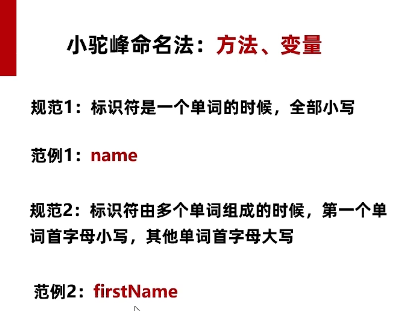 小驼峰命名法：方法、变量
规范1：标识符是一个单词的时候，全部小写
范例1：name
规范2：标识符由多个单词组成的时候，第一个单
词首字母小写，其他单词首字母大写
范例2：firstName